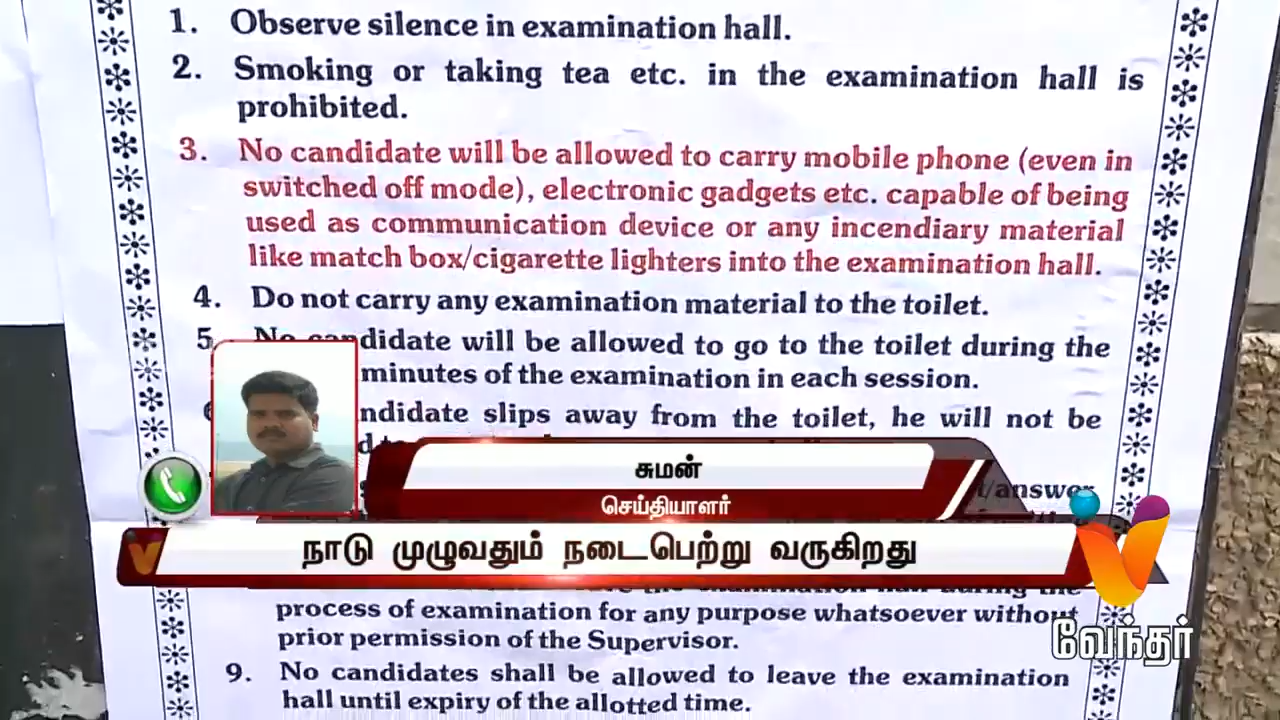 1. Observe silence in examination hall.
2. Smoking or taking tea etc. in the examination hall is
prohibited.
3. No candidate will be allowed to carry mobile phone (even in
switched off mode), electronic gadgets etc. capable of being
used as communication device or any incendiary material
like match box/cigarette lighters into the examination hall.
4. Do not carry any examination material to the toilet.
5. No candidate will be allowed to go to the toilet during the
minutes of the examination in each session.
slips away from the toilet, he will not be
சுமன்
செய்தியாளர்
நாடு முழுவதும் நடைபெற்று வருகிறது
process of examination for any purpose whatsoever without
prior permission of the Supervisor.
வேந்தர்
9. No candidates shall be allowed to leave the examination
hall until expiry of the allotted time.